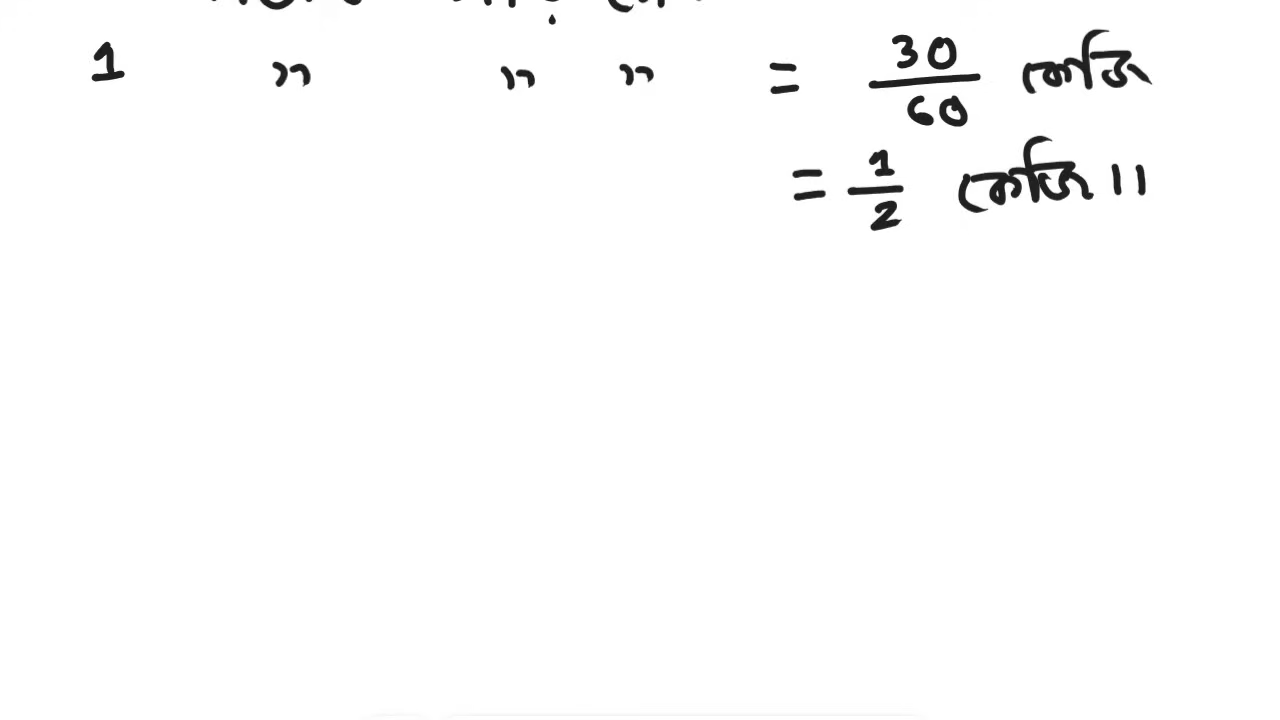 1 " " " = 30/60 কেজি
= 1/2 কেজি ।।